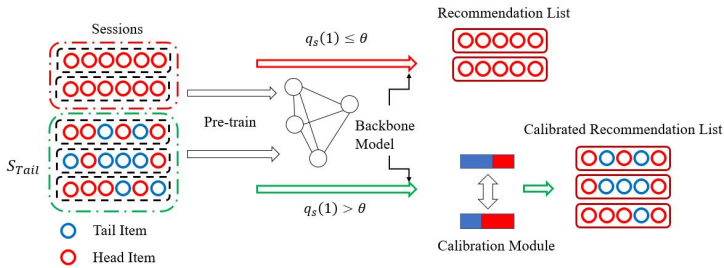 Sessions
q_s(1) ≤ θ
Recommendation List
Pre-train
Backbone
Model
Calibrated Recommendation List
S_Tail
q_s(1) > θ
Calibration Module
Tail Item
Head Item